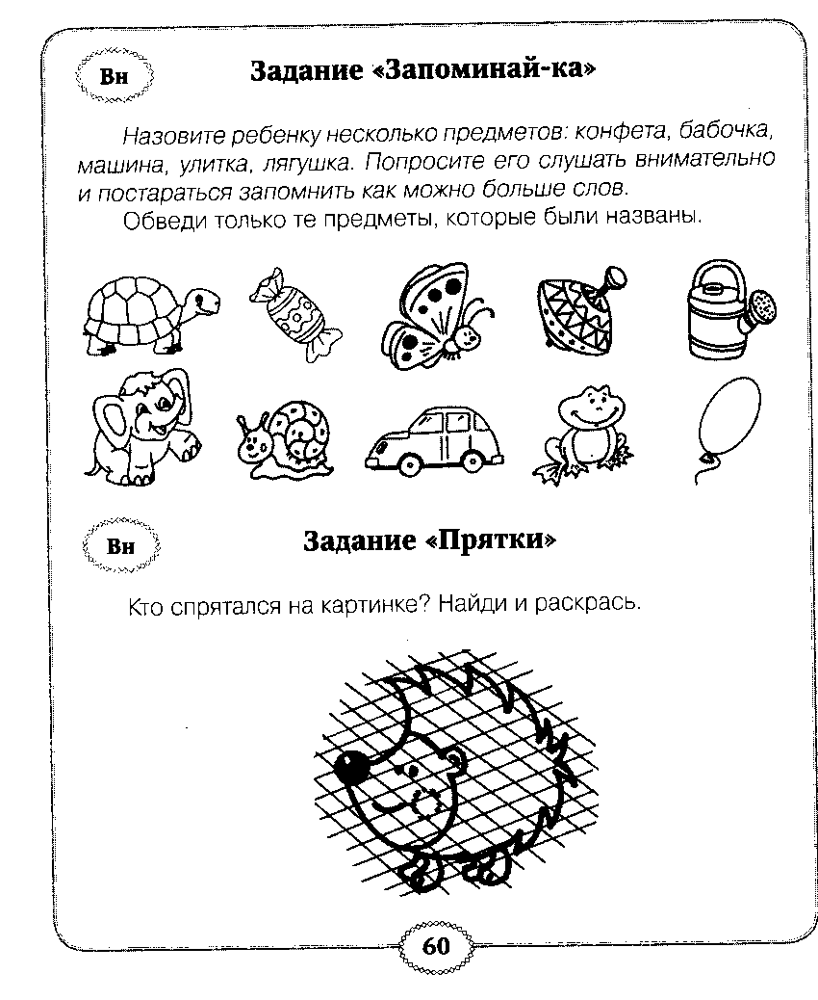 Вн
Задание «Запоминай-ка»
Назовите ребенку несколько предметов: конфета, бабочка,
машина, улитка, лягушка. Попросите его слушать внимательно
и постараться запомнить как можно больше слов.
Обведи только те предметы, которые были названы.
Вн
Задание «Прятки»
Кто спрятался на картинке? Найди и раскрась.
60